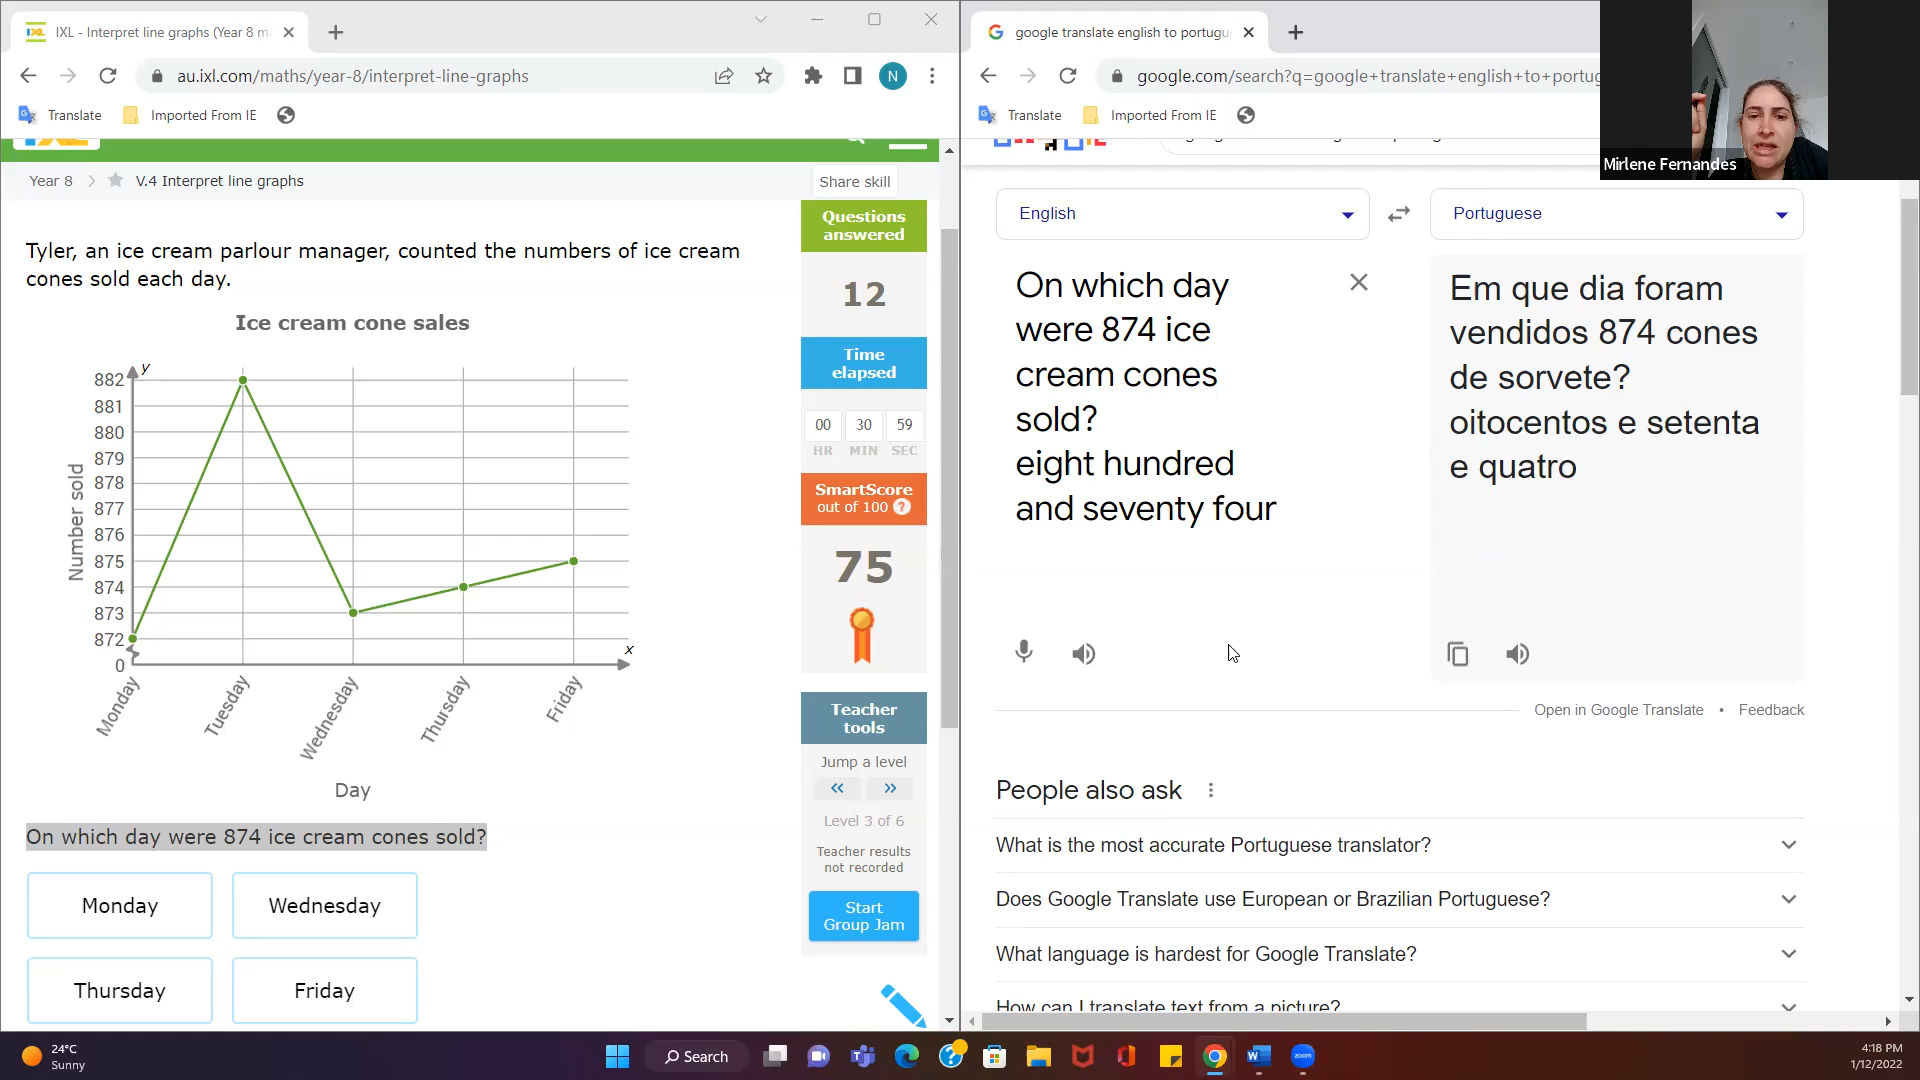 IXL - Interpret line graphs (Year 8 m
au.ixl.com/maths/year-8/interpret-line-graphs
N
Translate
Imported From IE
Year 8
V.4 Interpret line graphs
Share skill
Tyler, an ice cream parlour manager, counted the numbers of ice cream
cones sold each day.
Ice cream cone sales
y
882
881
880
879
878
877
876
875
874
873
872
0
Number sold
x
Monday
Tuesday
Wednesday
Thursday
Friday
Day
On which day were 874 ice cream cones sold?
Monday
Wednesday
Thursday
Friday
Questions
answered
12
Time
elapsed
00 30 59
HR MIN SEC
SmartScore
out of 100 ?
75
Teacher
tools
Jump a level
Level 3 of 6
Teacher results
not recorded
Start
Group Jam
google translate english to portugu
google.com/search?q=google+translate+english+to+portug
Translate
Imported From IE
Mirlene Fernandes
English
Portuguese
On which day
were 874 ice
cream cones
sold?
eight hundred
and seventy four
Em que dia foram
vendidos 874 cones
de sorvete?
oitocentos e setenta
e quatro
Open in Google Translate • Feedback
People also ask
What is the most accurate Portuguese translator?
Does Google Translate use European or Brazilian Portuguese?
What language is hardest for Google Translate?
How can I translate text from a picture?
24°C
Sunny
Search
zoom
4:18 PM
1/12/2022